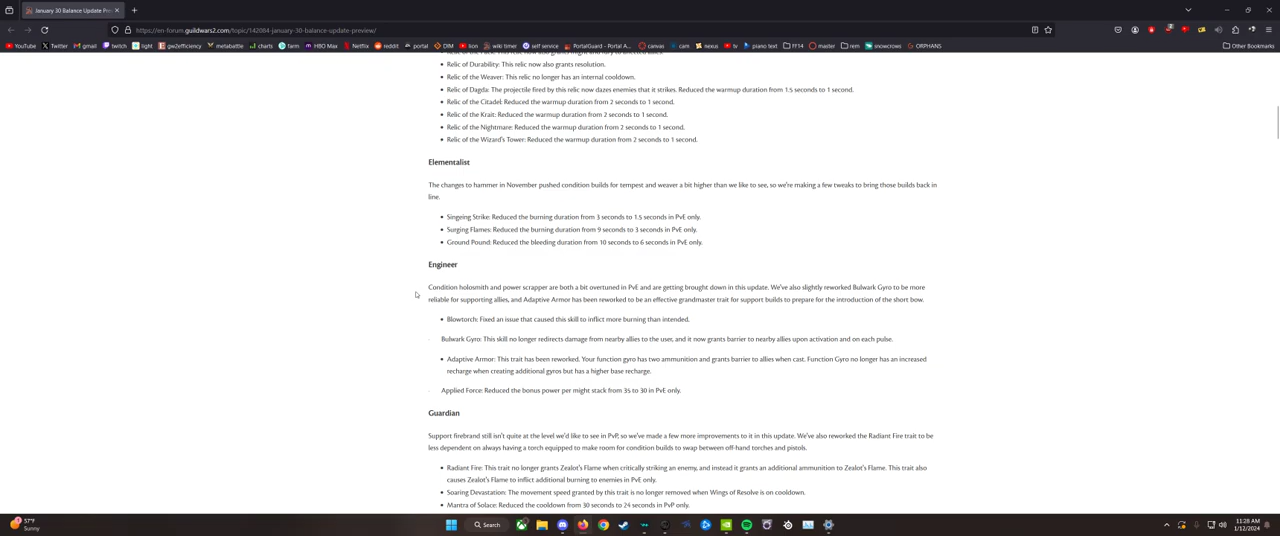 January 30 Balance Update Pre
https://en-forum.guildwars2.com/topic/142084-january-30-balance-update-preview/
YouTube Twitter gmail twitch light gw2efficiency metabattle charts farm HBO Max Netflix reddit portal DIM lion wiki timer self service PortalGuard - Portal A... canvas cam nexus tv piano text FF14 master rem snowcrows ORPHANS Other Bookmarks
Relic of Durability: This relic now also grants resolution.
Relic of the Weaver: This relic no longer has an internal cooldown.
Relic of Dagda: The projectile fired by this relic now dazes enemies that it strikes. Reduced the warmup duration from 1.5 seconds to 1 second.
Relic of the Citadel: Reduced the warmup duration from 2 seconds to 1 second.
Relic of the Krait: Reduced the warmup duration from 2 seconds to 1 second.
Relic of the Nightmare: Reduced the warmup duration from 2 seconds to 1 second.
Relic of the Wizard's Tower: Reduced the warmup duration from 2 seconds to 1 second.
Elementalist
The changes to hammer in November pushed condition builds for tempest and weaver a bit higher than we like to see, so we're making a few tweaks to bring those builds back in
line.
Singeing Strike: Reduced the burning duration from 3 seconds to 1.5 seconds in PvE only.
Surging Flames: Reduced the burning duration from 9 seconds to 3 seconds in PvE only.
Ground Pound: Reduced the bleeding duration from 10 seconds to 6 seconds in PvE only.
Engineer
Condition holosmith and power scrapper are both a bit overtuned in PvE and are getting brought down in this update. We've also slightly reworked Bulwark Gyro to be more
reliable for supporting allies, and Adaptive Armor has been reworked to be an effective grandmaster trait for support builds to prepare for the introduction of the short bow.
Blowtorch: Fixed an issue that caused this skill to inflict more burning than intended.
Bulwark Gyro: This skill no longer redirects damage from nearby allies to the user, and it now grants barrier to nearby allies upon activation and on each pulse.
Adaptive Armor: This trait has been reworked. Your function gyro has two ammunition and grants barrier to allies when cast. Function Gyro no longer has an increased
recharge when creating additional gyros but has a higher base recharge.
Applied Force: Reduced the bonus power per might stack from 35 to 30 in PvE only.
Guardian
Support firebrand still isn't quite at the level we'd like to see in PvP, so we've made a few more improvements to it in this update. We've also reworked the Radiant Fire trait to be
less dependent on always having a torch equipped to make room for condition builds to swap between off-hand torches and pistols.
Radiant Fire: This trait no longer grants Zealot's Flame when critically striking an enemy, and instead it grants an additional ammunition to Zealot's Flame. This trait also
causes Zealot's Flame to inflict additional burning to enemies in PvE only.
Soaring Devastation: The movement speed granted by this trait is no longer removed when Wings of Resolve is on cooldown.
Mantra of Solace: Reduced the cooldown from 30 seconds to 24 seconds in PvP only.
57°F
Sunny
Search
11:28 AM
1/12/2024